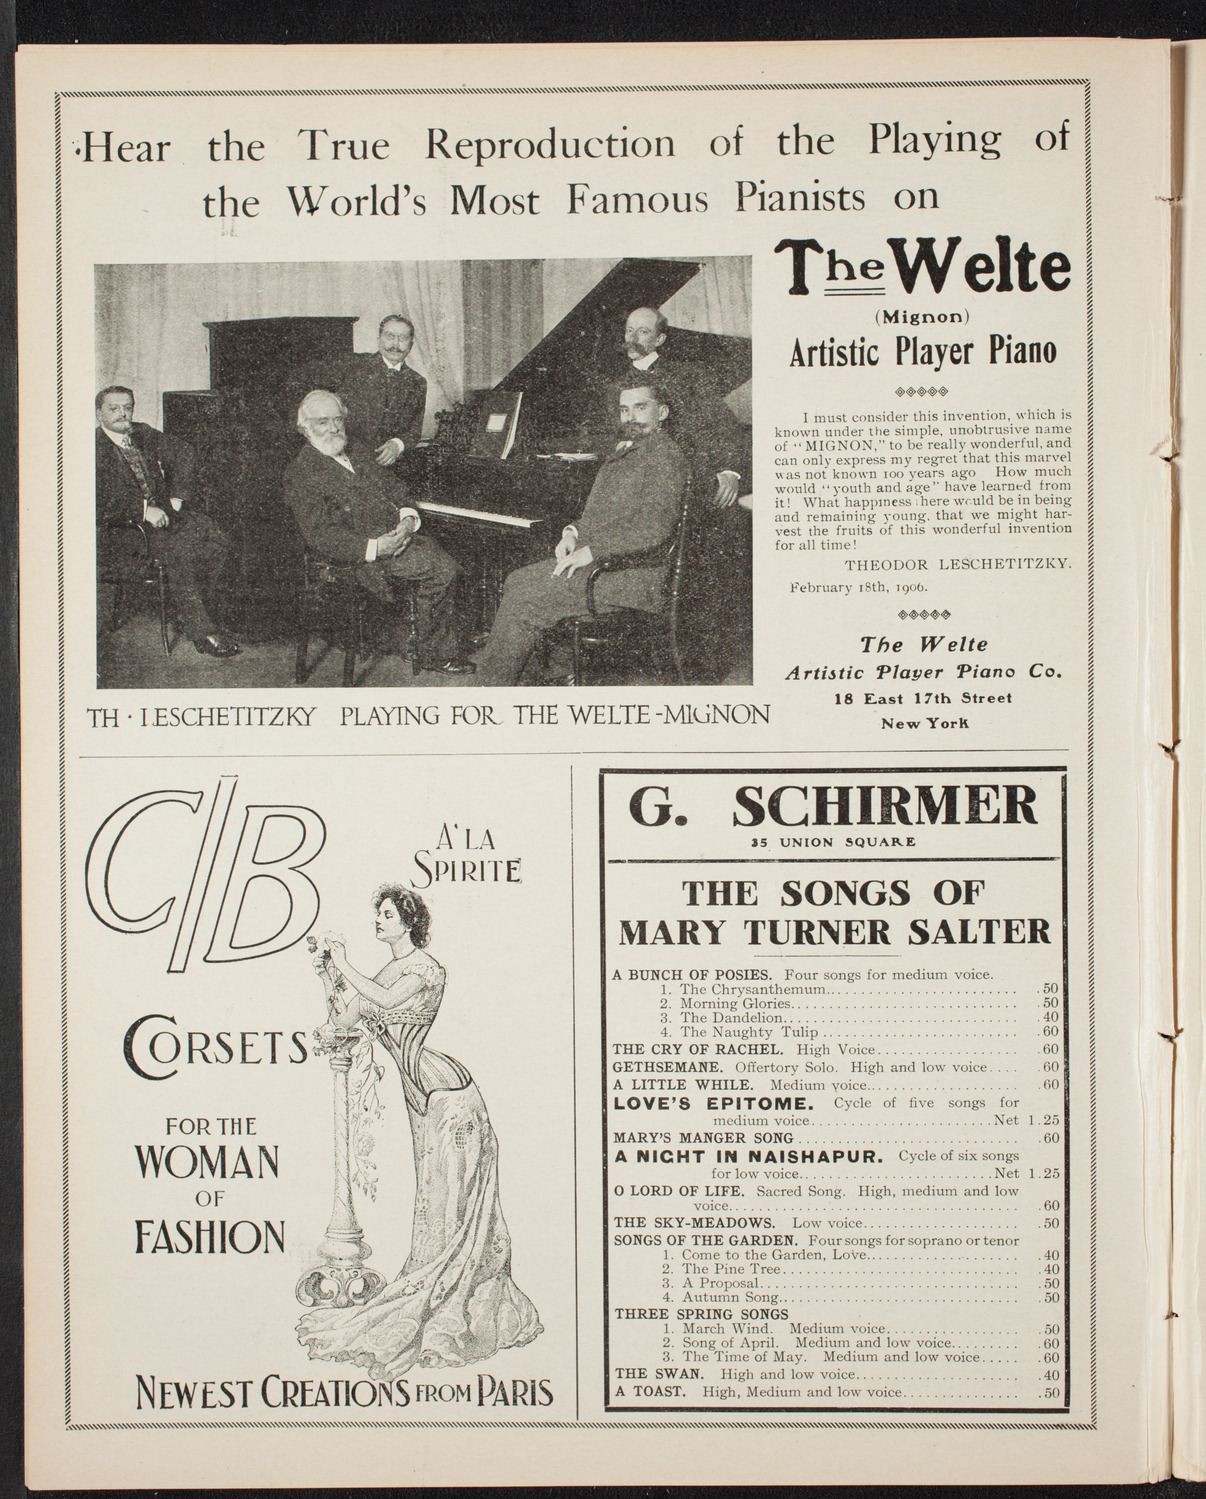 Hear the True Reproduction of the Playing of
the World's Most Famous Pianists on
The Welte
(Mignon)
Artistic Player Piano
I must consider this invention, which is
known under the simple, unobtrusive name
of "MIGNON," to be really wonderful, and
can only express my regret that this marvel
was not known 100 years ago How much
would "youth and age" have learned from
it! What happiness there would be in being
and remaining young, that we might har-
vest the fruits of this wonderful invention
for all time!
THEODOR LESCHETITZKY.
February 18th, 1906.
The Welte
Artistic Player Piano Co.
18 East 17th Street
New York
TH · LESCHETITZKY PLAYING FOR THE WELTE-MIGNON
C/B
A' LA
SPIRITE
CORSETS
FOR THE
WOMAN
OF
FASHION
NEWEST CREATIONS FROM PARIS
G. SCHIRMER
35 UNION SQUARE
THE SONGS OF
MARY TURNER SALTER
A BUNCH OF POSIES. Four songs for medium voice.
1. The Chrysanthemum.......................... .50
2. Morning Glories.............................. .50
3. The Dandelion............................... .40
4. The Naughty Tulip.......................... .60
THE CRY OF RACHEL. High Voice................... .60
GETHSEMANE. Offertory Solo. High and low voice.... .60
A LITTLE WHILE. Medium voice.................... .60
LOVE'S EPITOME. Cycle of five songs for
medium voice........................Net 1.25
MARY'S MANGER SONG............................. .60
A NIGHT IN NAISHAPUR. Cycle of six songs
for low voice.........................Net 1.25
O LORD OF LIFE. Sacred Song. High, medium and low
voice....................................... .60
THE SKY-MEADOWS. Low voice..................... .50
SONGS OF THE GARDEN. Four songs for soprano or tenor
1. Come to the Garden, Love.................... .40
2. The Pine Tree............................... .40
3. A Proposal.................................. .50
4. Autumn Song................................ .50
THREE SPRING SONGS
1. March Wind. Medium voice................. .50
2. Song of April. Medium and low voice......... .60
3. The Time of May. Medium and low voice..... .60
THE SWAN. High and low voice...................... .40
A TOAST. High, Medium and low voice............... .50